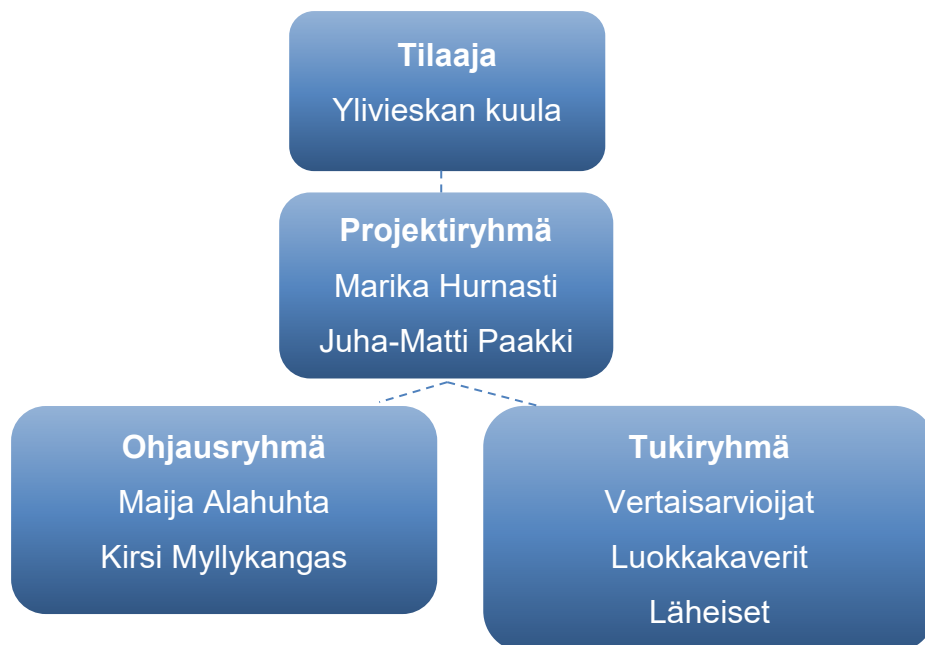 Tilaaja
Ylivieskan kuula
Projektiryhmä
Marika Hurnasti
Juha-Matti Paakki
Ohjausryhmä
Maija Alahuhta
Kirsi Myllykangas
Tukiryhmä
Vertaisarvioijat
Luokkakaverit
Läheiset